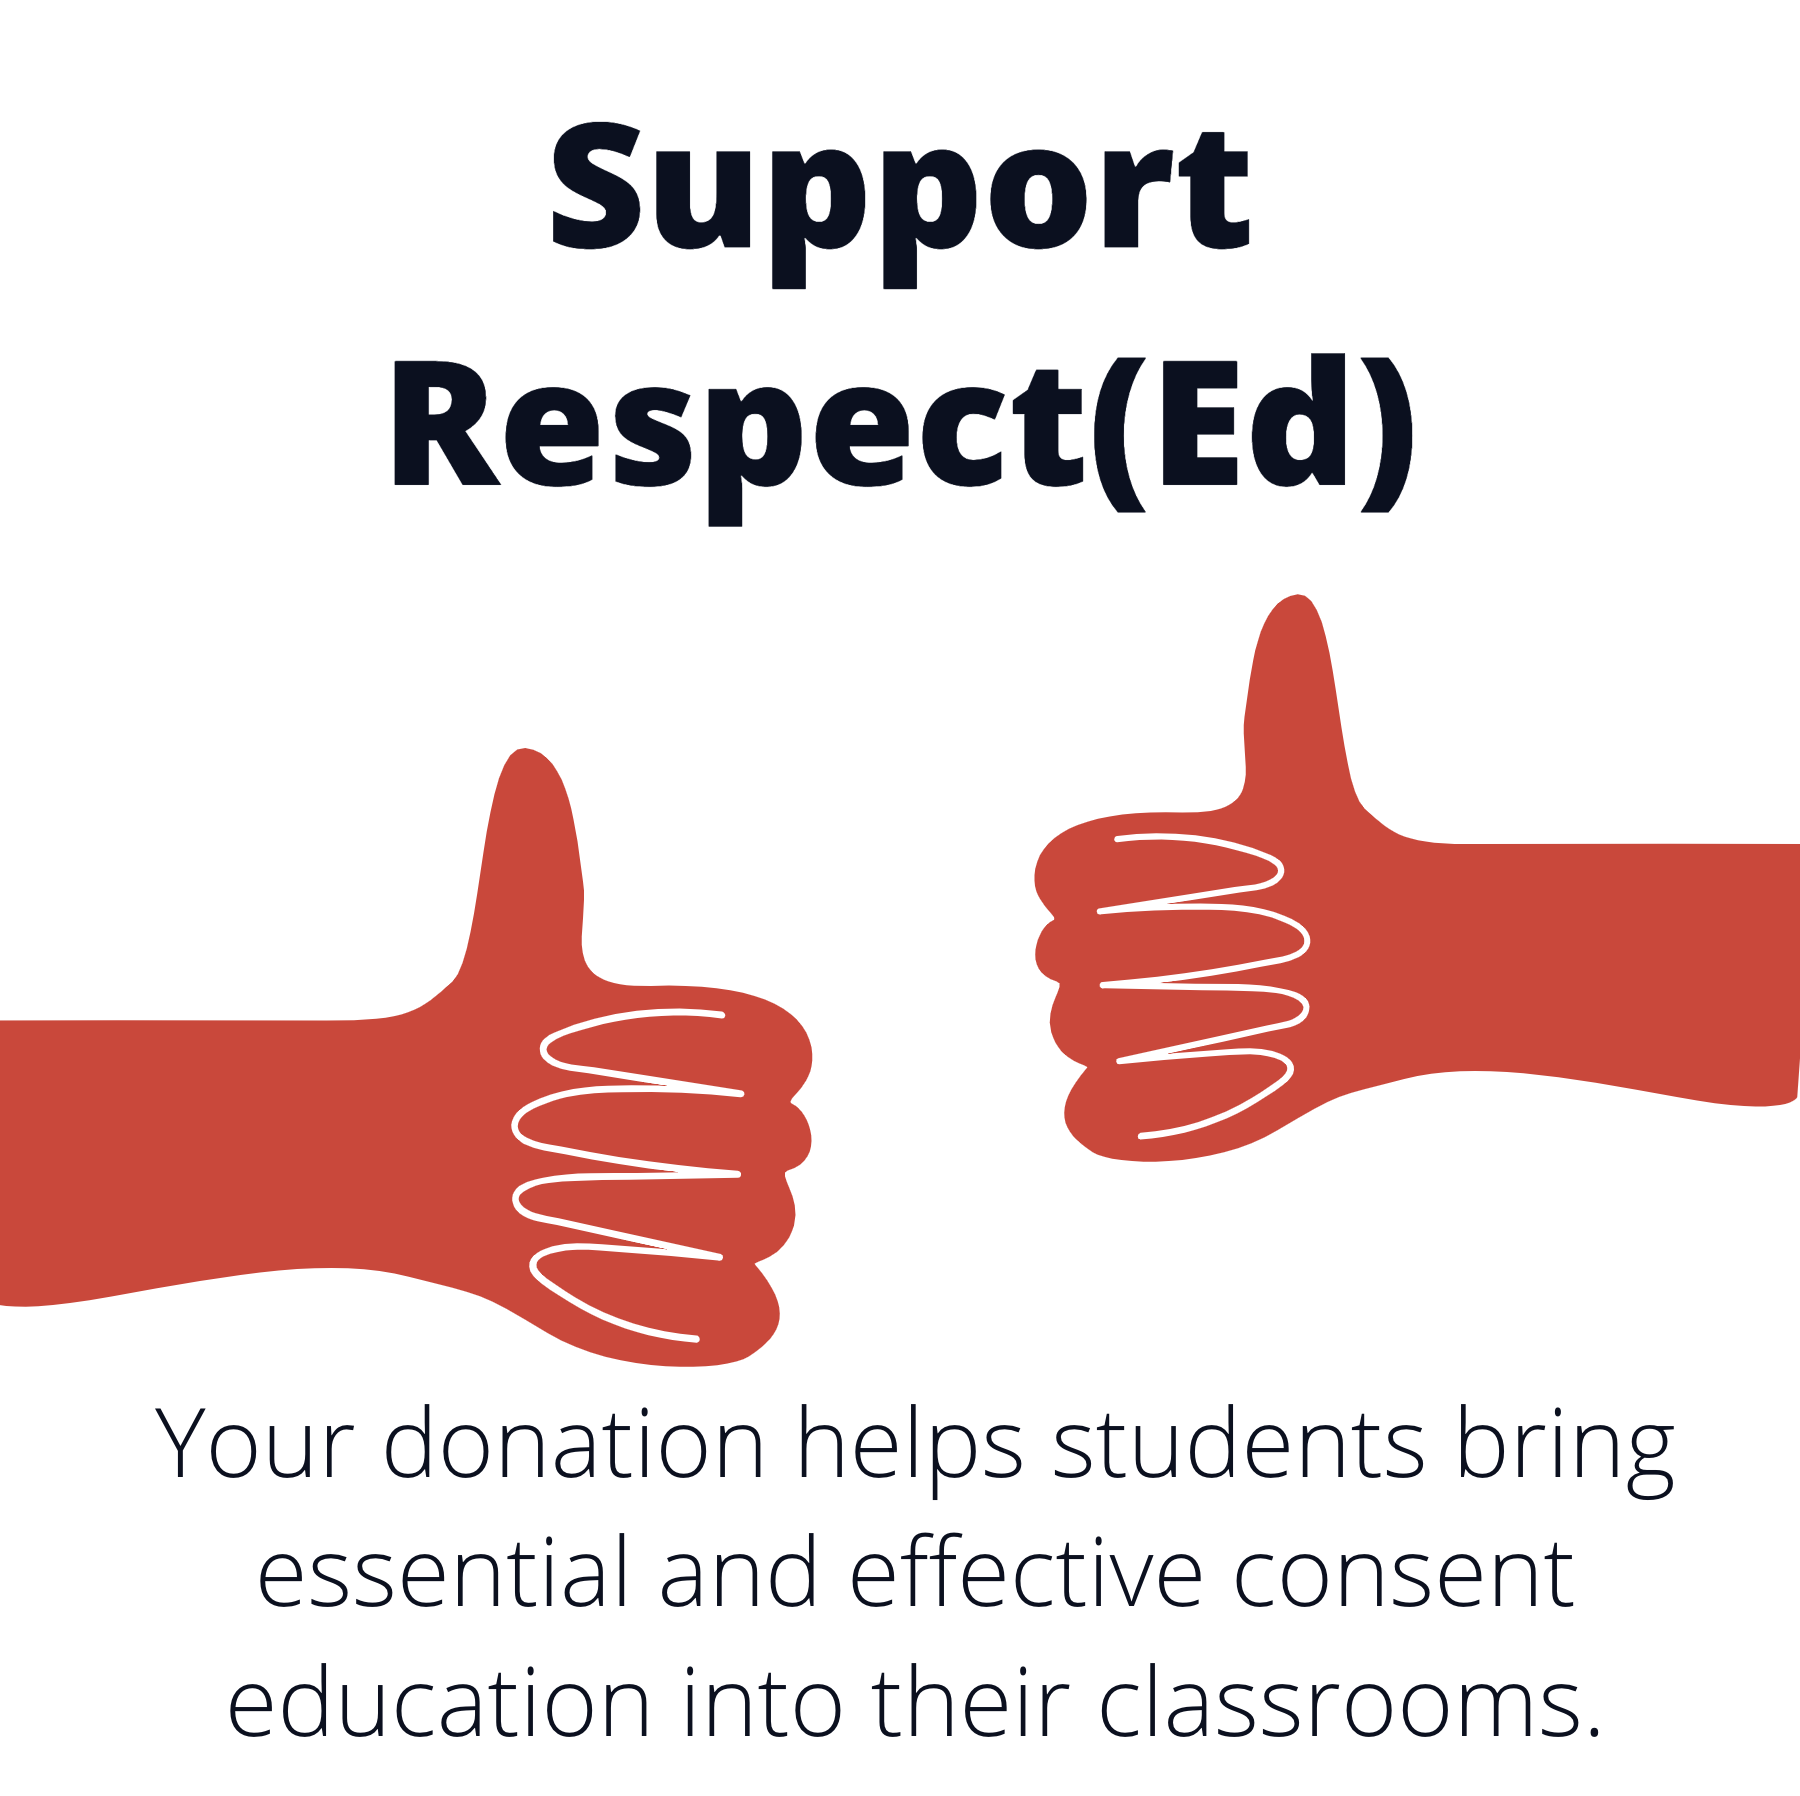 Support
Respect(Ed)
Your donation helps students bring
essential and effective consent
education into their classrooms.